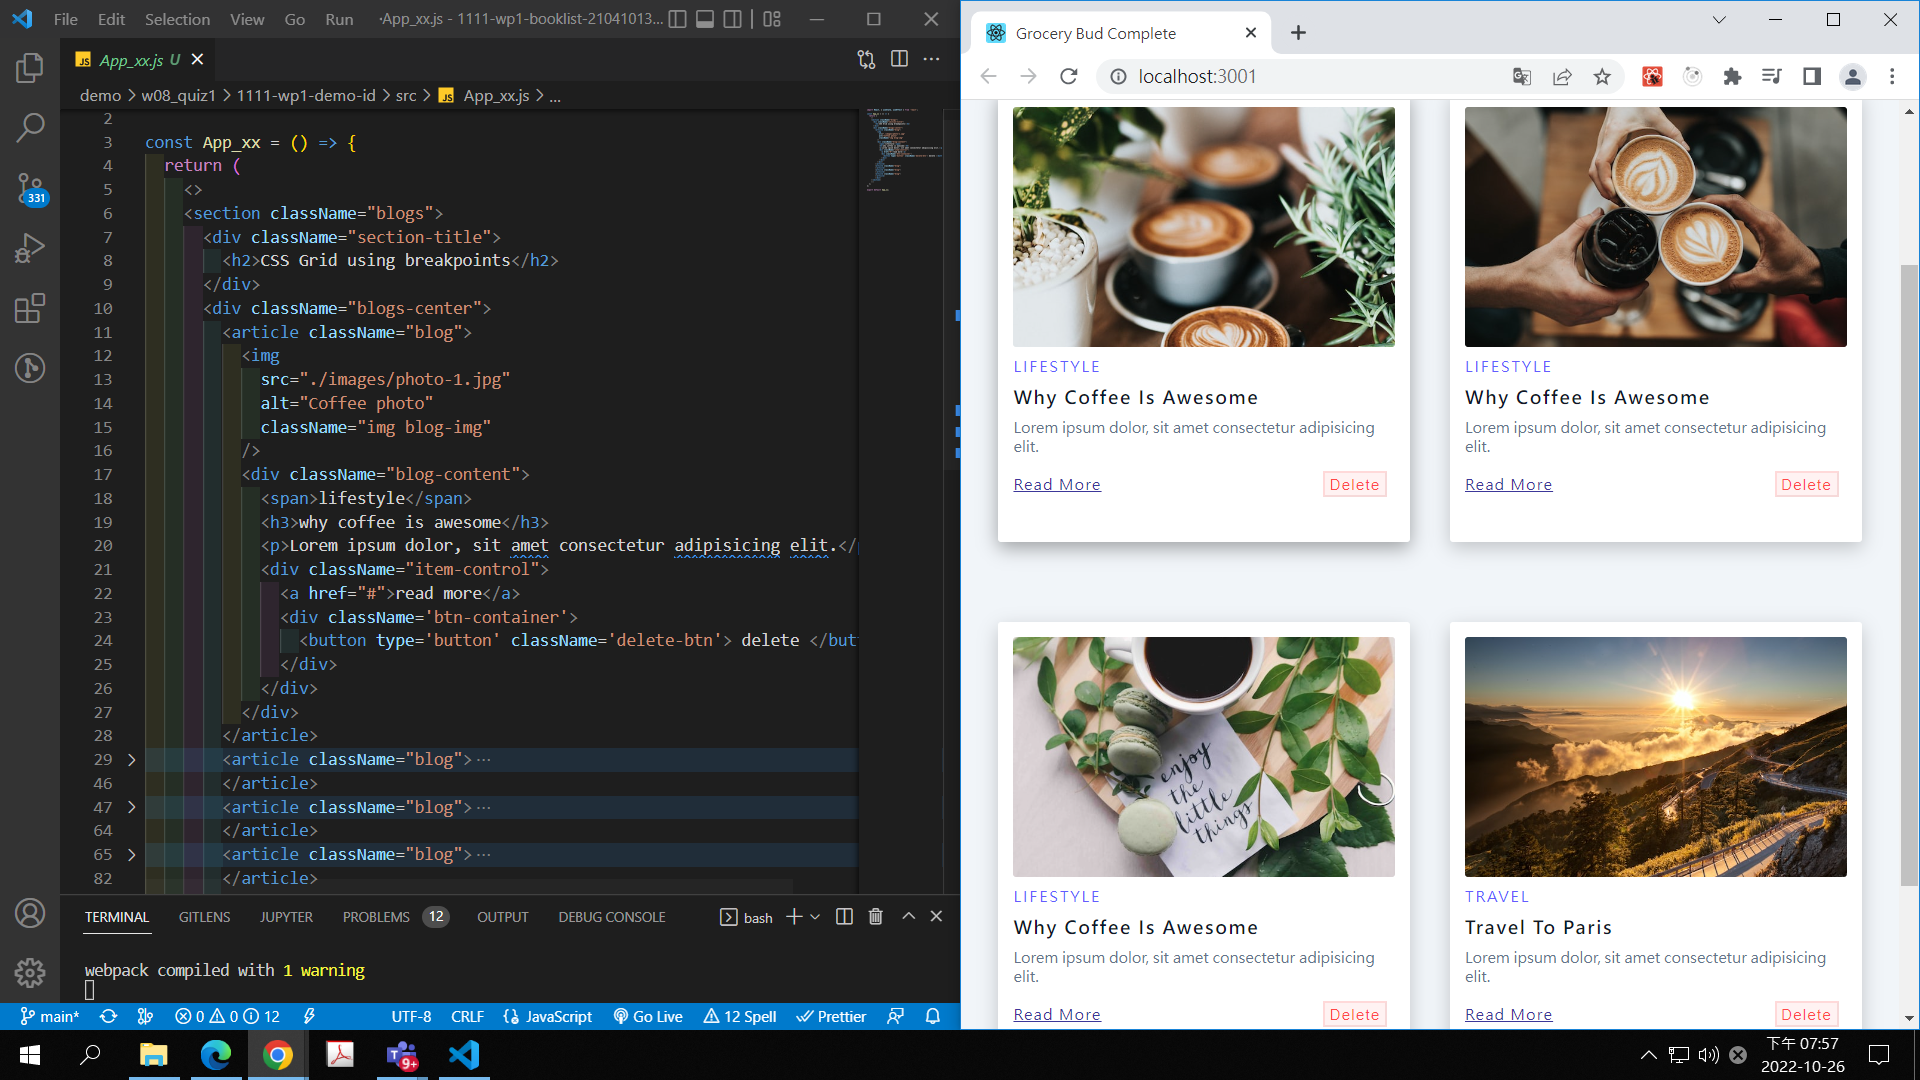 File Edit Selection View Go Run ·App_xx.js - 1111-wp1-booklist-21041013...
JS App_xx.js U
demo > w08_quiz1 > 1111-wp1-demo-id > src > JS App_xx.js > ...
2
3 const App_xx = () => {
4 return (
5 <>
6 <section className="blogs">
7 <div className="section-title">
8 <h2>CSS Grid using breakpoints</h2>
9 </div>
10 <div className="blogs-center">
11 <article className="blog">
12 <img
13 src="./images/photo-1.jpg"
14 alt="Coffee photo"
15 className="img blog-img"
16 />
17 <div className="blog-content">
18 <span>lifestyle</span>
19 <h3>why coffee is awesome</h3>
20 <p>Lorem ipsum dolor, sit amet consectetur adipisicing elit.</
21 <div className="item-control">
22 <a href="#">read more</a>
23 <div className='btn-container'>
24 <button type='button' className='delete-btn'> delete </but
25 </div>
26 </div>
27 </div>
28 </article>
29 > <article className="blog">···
46 </article>
47 > <article className="blog">···
64 </article>
65 > <article className="blog">···
82 </article>
331
TERMINAL GITLENS JUPYTER PROBLEMS 12 OUTPUT DEBUG CONSOLE bash
webpack compiled with 1 warning
main* 0 0 12 UTF-8 CRLF JavaScript Go Live 12 Spell Prettier
Grocery Bud Complete
localhost:3001
LIFESTYLE
Why Coffee Is Awesome
Lorem ipsum dolor, sit amet consectetur adipisicing
elit.
Read More Delete
LIFESTYLE
Why Coffee Is Awesome
Lorem ipsum dolor, sit amet consectetur adipisicing
elit.
Read More Delete
enjoy
the
little
things
LIFESTYLE
Why Coffee Is Awesome
Lorem ipsum dolor, sit amet consectetur adipisicing
elit.
Read More Delete
TRAVEL
Travel To Paris
Lorem ipsum dolor, sit amet consectetur adipisicing
elit.
Read More Delete
9+
下午 07:57
2022-10-26